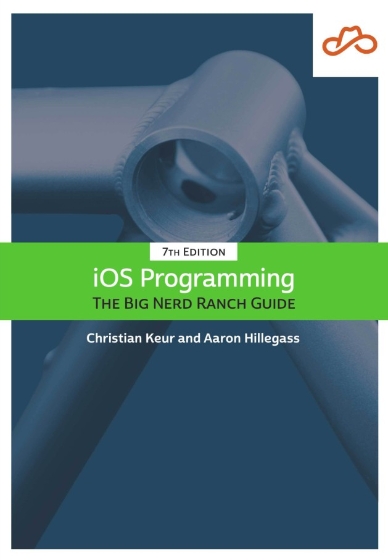 7TH EDITION
iOS Programming
THE BIG NERD RANCH GUIDE
Christian Keur and Aaron Hillegass